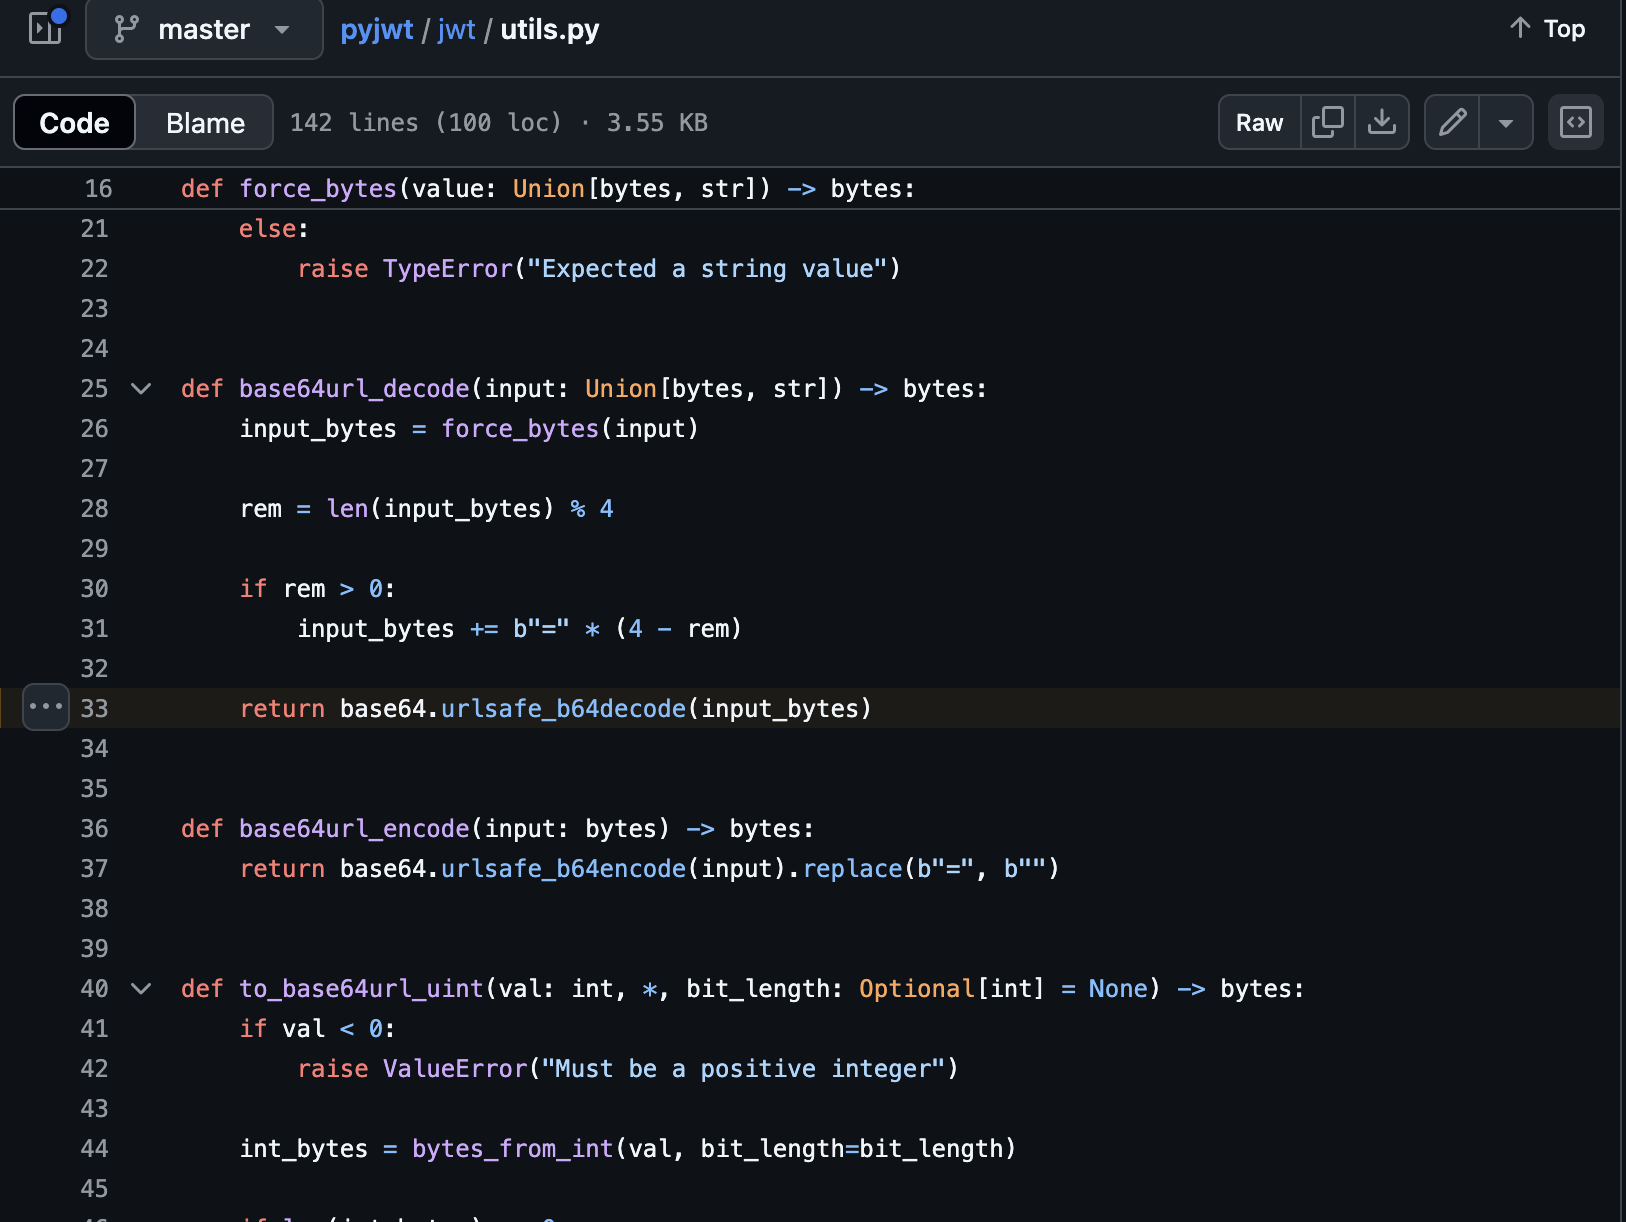 master pyjwt / jwt / utils.py Top
Code Blame 142 lines (100 loc) · 3.55 KB Raw
16 def force_bytes(value: Union[bytes, str]) -> bytes:
21 else:
22 raise TypeError("Expected a string value")
23
24
25 def base64url_decode(input: Union[bytes, str]) -> bytes:
26 input_bytes = force_bytes(input)
27
28 rem = len(input_bytes) % 4
29
30 if rem > 0:
31 input_bytes += b"=" * (4 - rem)
32
33 return base64.urlsafe_b64decode(input_bytes)
34
35
36 def base64url_encode(input: bytes) -> bytes:
37 return base64.urlsafe_b64encode(input).replace(b"=", b"")
38
39
40 def to_base64url_uint(val: int, *, bit_length: Optional[int] = None) -> bytes:
41 if val < 0:
42 raise ValueError("Must be a positive integer")
43
44 int_bytes = bytes_from_int(val, bit_length=bit_length)
45